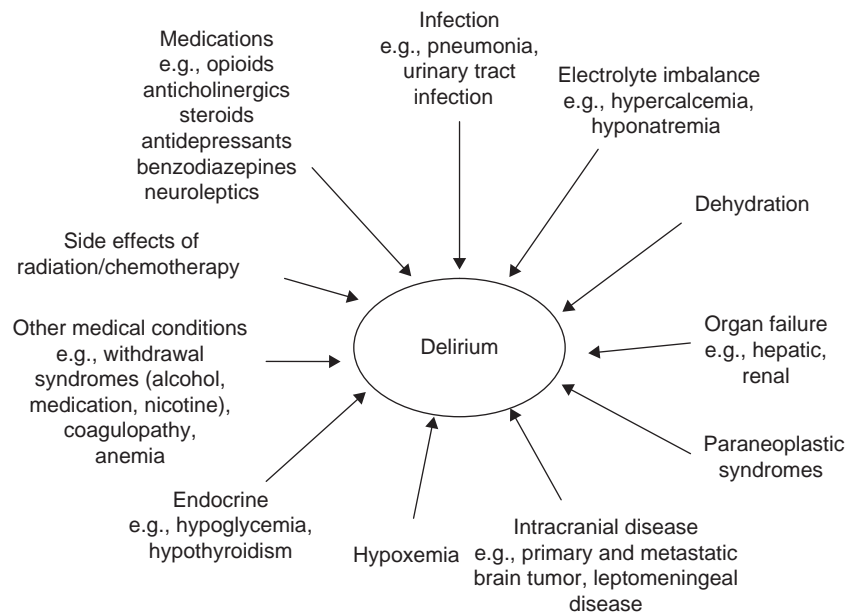 Infection
e.g., pneumonia,
urinary tract
infection
Medications
e.g., opioids
anticholinergics
steroids
antidepressants
benzodiazepines
neuroleptics
Electrolyte imbalance
e.g., hypercalcemia,
hyponatremia
Dehydration
Side effects of
radiation/chemotherapy
Other medical conditions
e.g., withdrawal
syndromes (alcohol,
medication, nicotine),
coagulopathy,
anemia
Delirium
Organ failure
e.g., hepatic,
renal
Paraneoplastic
syndromes
Endocrine
e.g., hypoglycemia,
hypothyroidism
Hypoxemia
Intracranial disease
e.g., primary and metastatic
brain tumor, leptomeningeal
disease